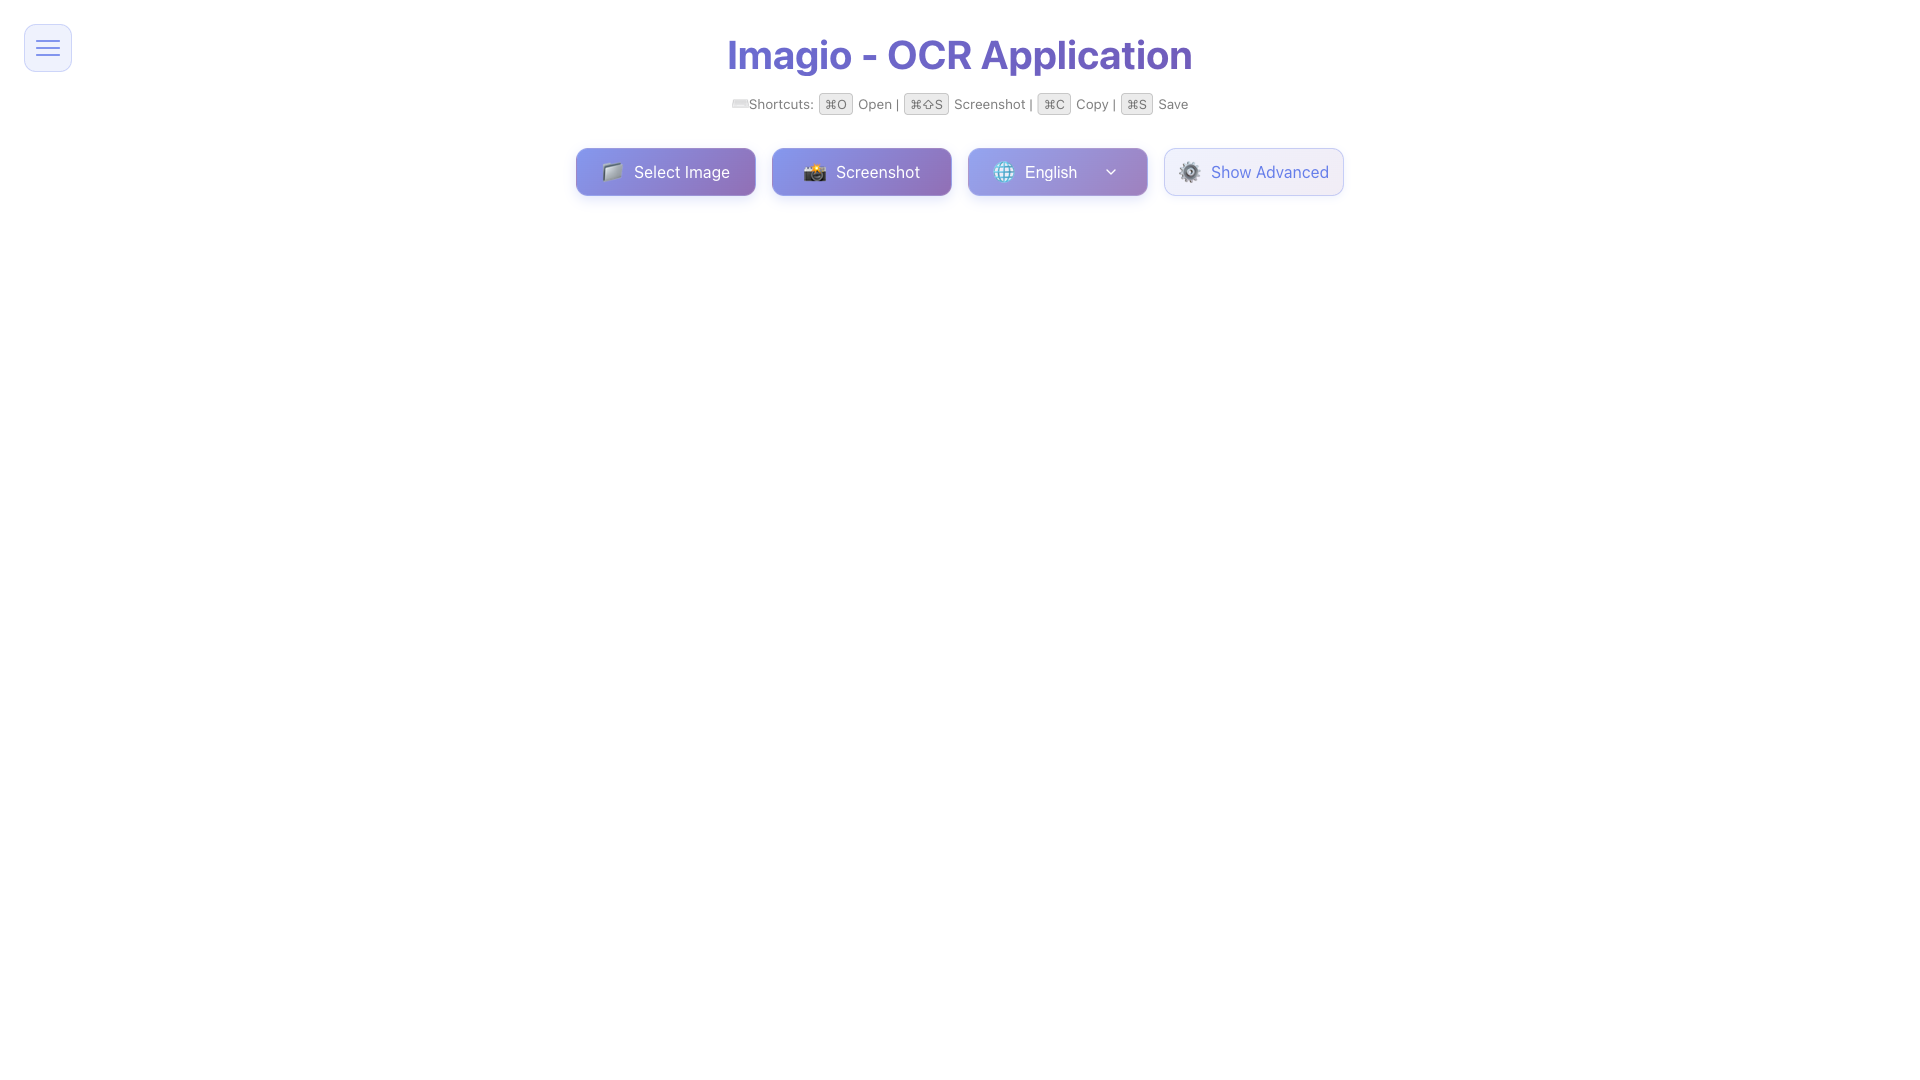 Imagio - OCR Application
Shortcuts: ⌘O Open | ⌘⇧S Screenshot | ⌘C Copy | ⌘S Save
Select Image
Screenshot
English
Show Advanced